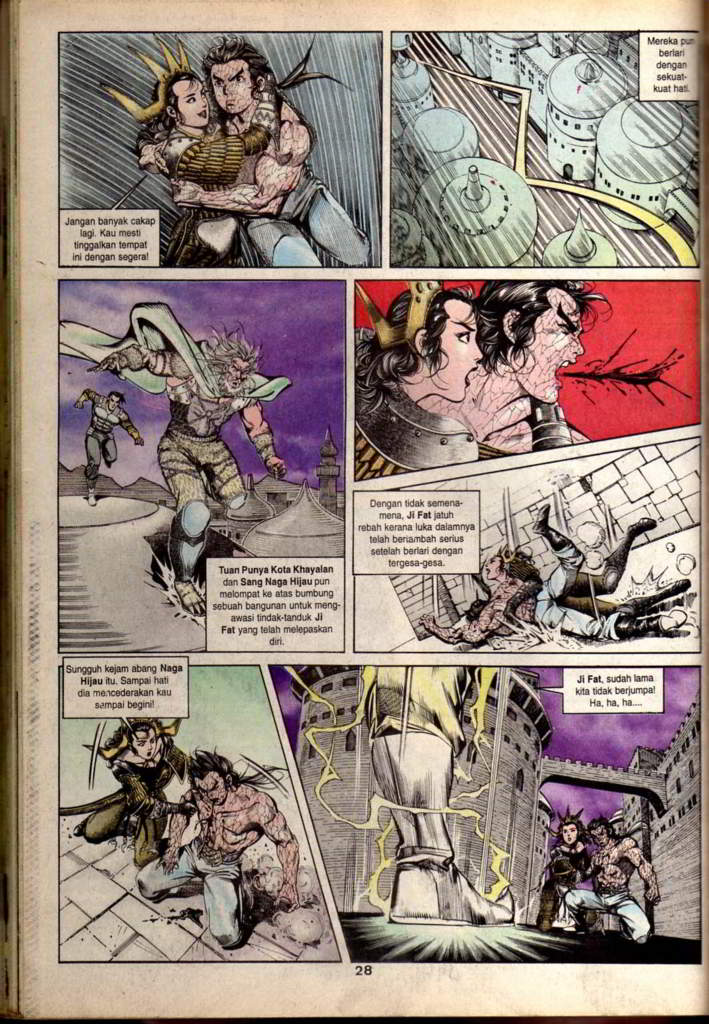 Jangan banyak cakap
lagi. Kau mesti
tinggalkan tempat
ini dengan segera!
Mereka pun
berlari
dengan
sekuat-
kuat hati.
Tuan Punya Kota Khayalan
dan Sang Naga Hijau pun
melompat ke atas bumbung
sebuah bangunan untuk meng-
awasi tindak-tanduk Ji
Fat yang telah melepaskan
diri.
Dengan tidak semena-
mena, Ji Fat jatuh
rebah kerana luka dalamnya
telah beriambah serius
setelah berlari dengan
tergesa-gesa.
Sungguh kejam abang Naga
Hijau itu. Sampai hati
dia mencederakan kau
sampai begini!
Ji Fat, sudah lama
kita tidak berjumpa!
Ha, ha, ha....
28